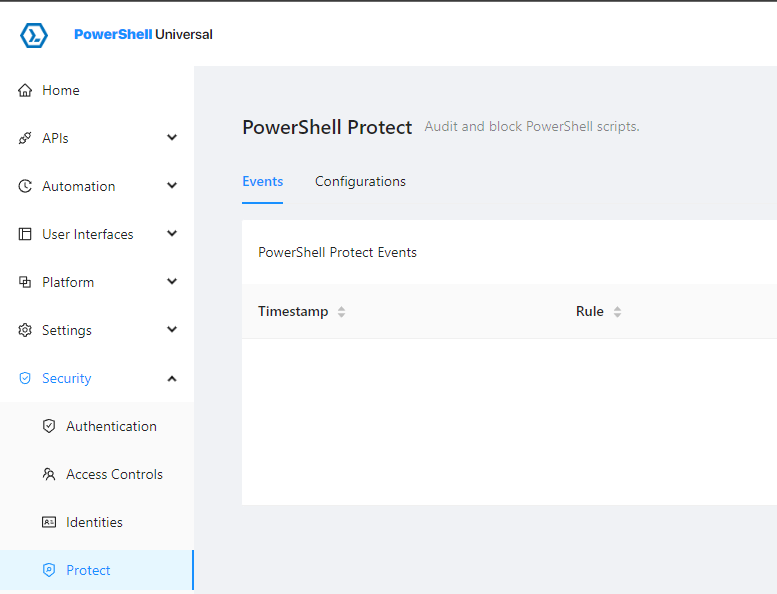 PowerShell Universal
Home
APIs
Automation
User Interfaces
Platform
Settings
Security
Authentication
Access Controls
Identities
Protect
PowerShell Protect Audit and block PowerShell scripts.
Events Configurations
PowerShell Protect Events
Timestamp Rule